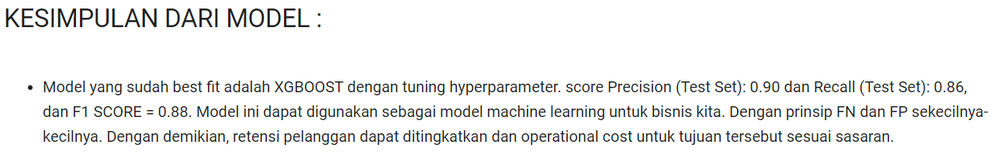 KESIMPULAN DARI MODEL :
• Model yang sudah best fit adalah XGBOOST dengan tuning hyperparameter. score Precision (Test Set): 0.90 dan Recall (Test Set): 0.86,
dan F1 SCORE = 0.88. Model ini dapat digunakan sebagai model machine learning untuk bisnis kita. Dengan prinsip FN dan FP sekecilnya-
kecilnya. Dengan demikian, retensi pelanggan dapat ditingkatkan dan operational cost untuk tujuan tersebut sesuai sasaran.